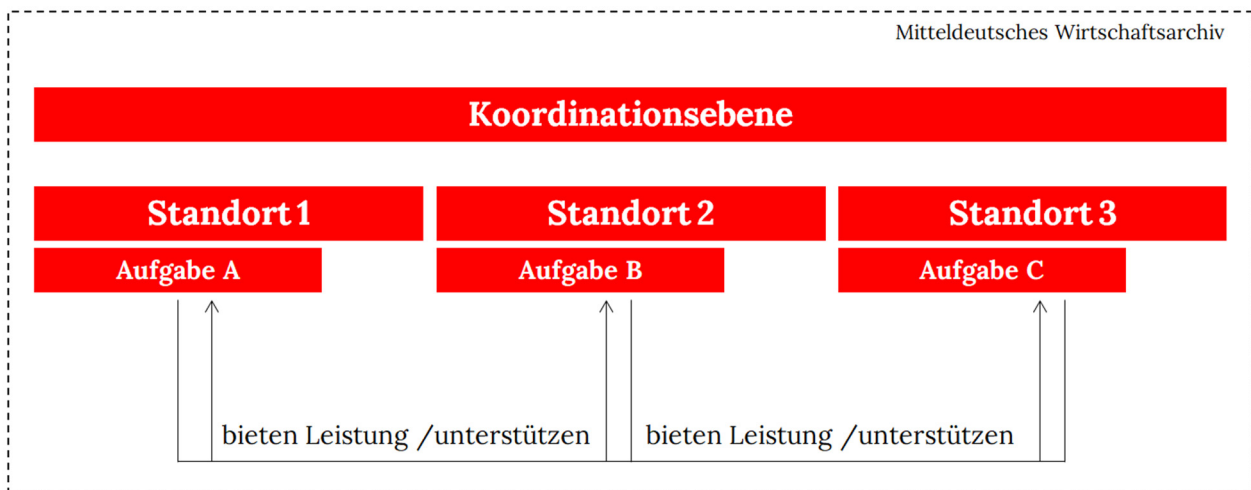 Mitteldeutsches Wirtschaftsarchiv
Koordinationsebene
Standort 1
Standort 2
Standort 3
Aufgabe A
Aufgabe B
Aufgabe C
bieten Leistung /unterstützen
bieten Leistung /unterstützen